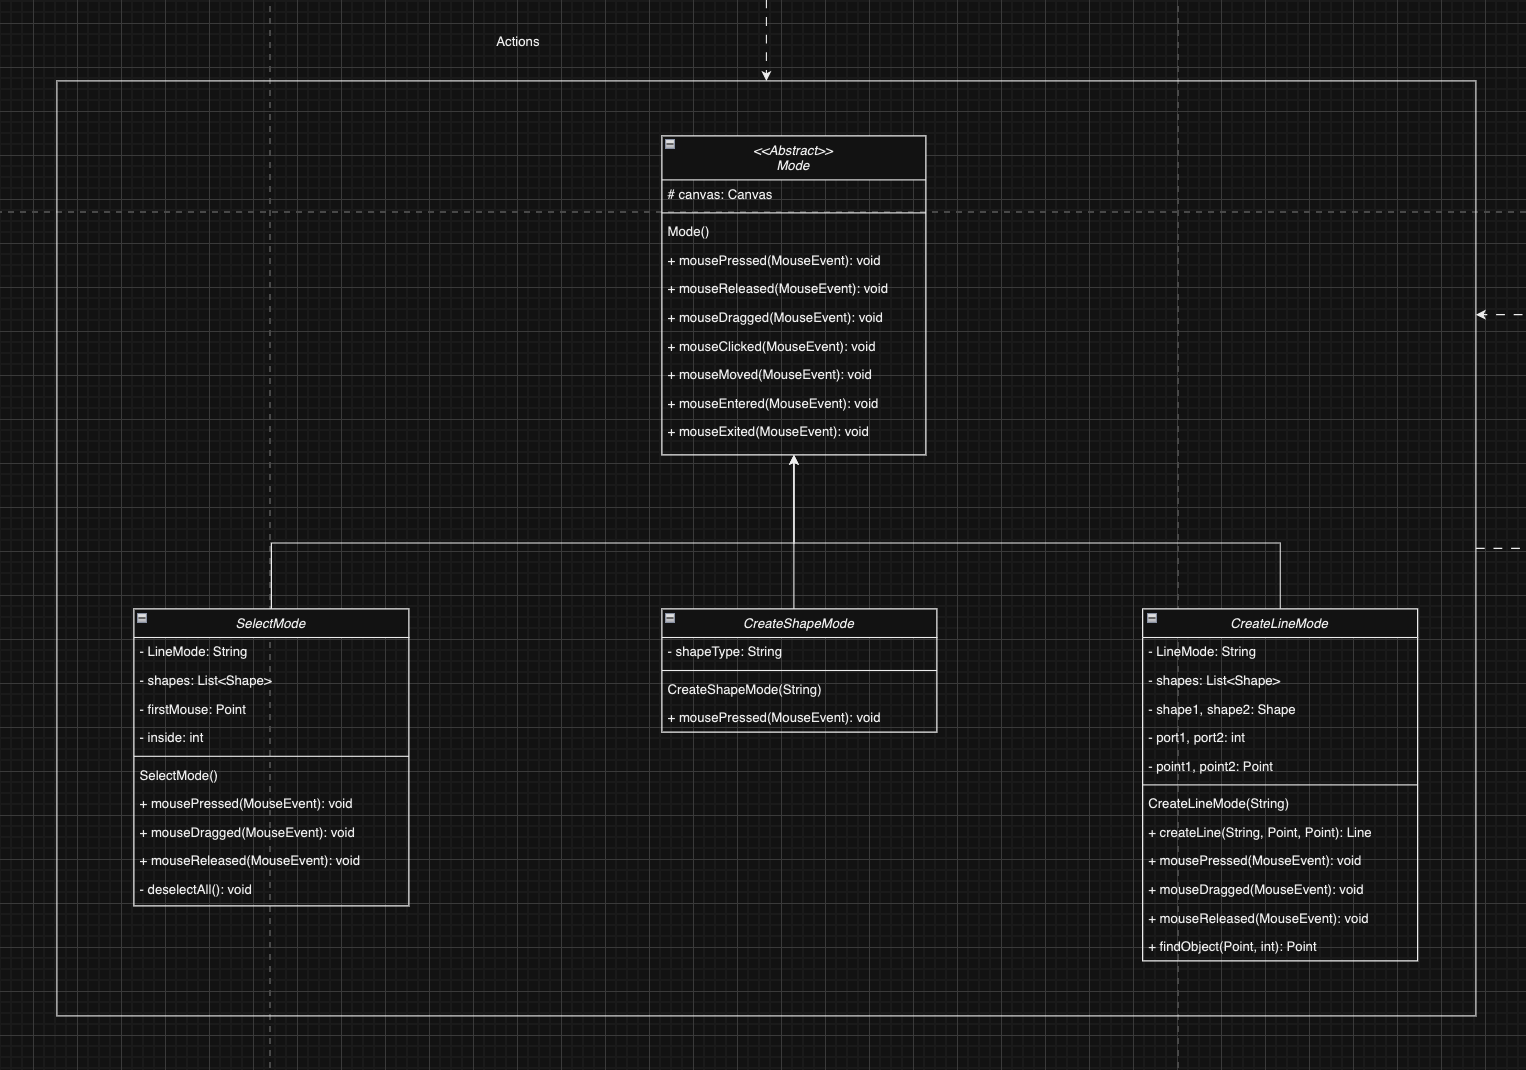 Actions
<<Abstract>>
Mode
# canvas: Canvas
Mode()
+ mousePressed(MouseEvent): void
+ mouseReleased(MouseEvent): void
+ mouseDragged(MouseEvent): void
+ mouseClicked(MouseEvent): void
+ mouseMoved(MouseEvent): void
+ mouseEntered(MouseEvent): void
+ mouseExited(MouseEvent): void
SelectMode
- LineMode: String
- shapes: List<Shape>
- firstMouse: Point
- inside: int
SelectMode()
+ mousePressed(MouseEvent): void
+ mouseDragged(MouseEvent): void
+ mouseReleased(MouseEvent): void
- deselectAll(): void
CreateShapeMode
- shapeType: String
CreateShapeMode(String)
+ mousePressed(MouseEvent): void
CreateLineMode
- LineMode: String
- shapes: List<Shape>
- shape1, shape2: Shape
- port1, port2: int
- point1, point2: Point
CreateLineMode(String)
+ createLine(String, Point, Point): Line
+ mousePressed(MouseEvent): void
+ mouseDragged(MouseEvent): void
+ mouseReleased(MouseEvent): void
+ findObject(Point, int): Point